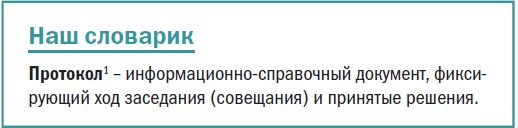 Наш словарик
Протокол¹ – информационно-справочный документ, фикси-
рующий ход заседания (совещания) и принятые решения.